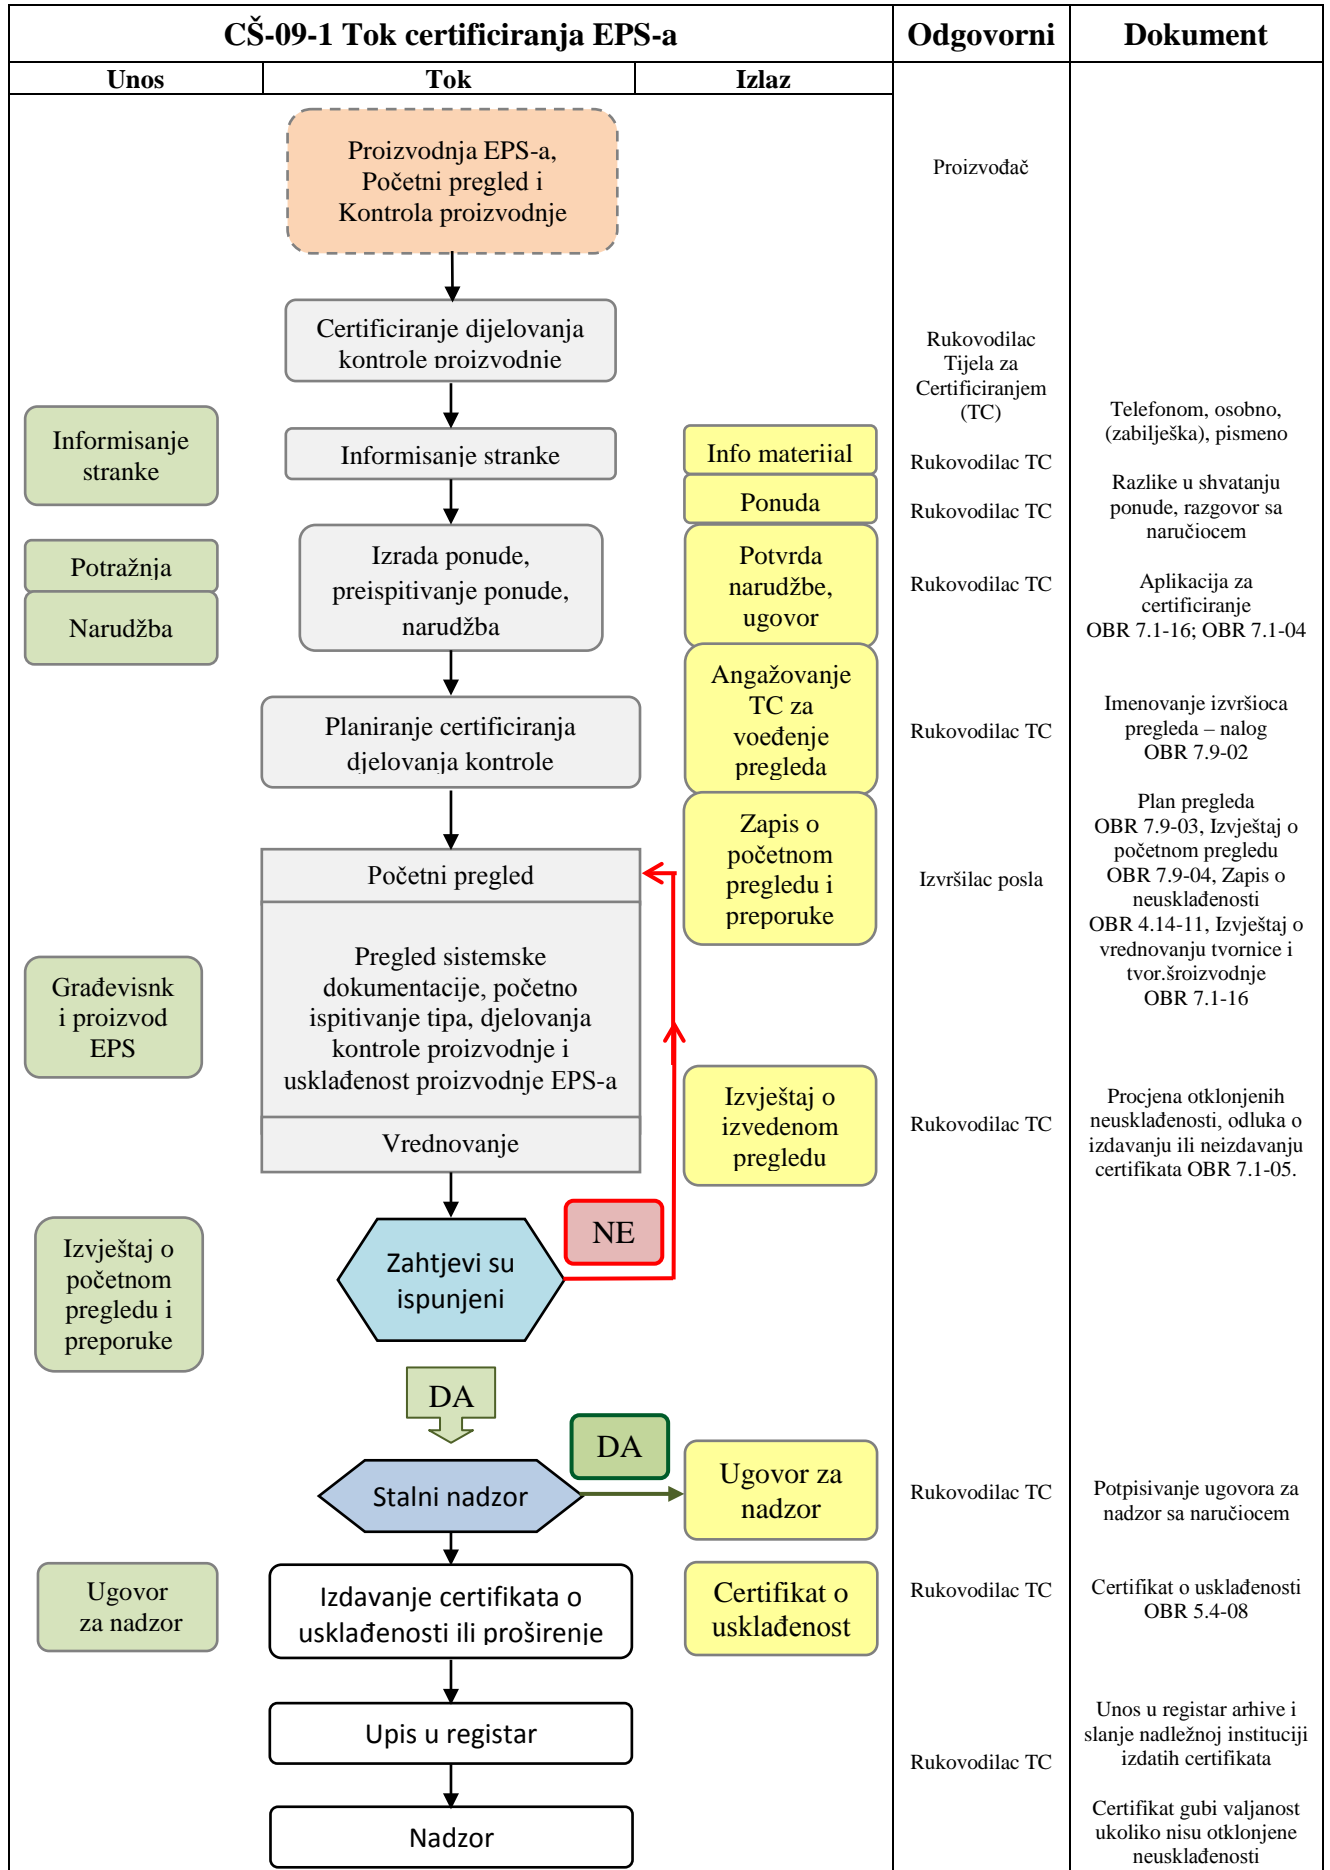 CŠ-09-1 Tok certificiranja EPS-a
Odgovorni
Dokument
Unos
Tok
Izlaz
Proizvodnja EPS-a,
Početni pregled i
Kontrola proizvodnje
Proizvođač
Certificiranje dijelovanja
kontrole proizvodnje
Rukovodilac
Tijela za
Certificiranjem
(TC)
Informisanje
stranke
Informisanje stranke
Info materijal
Rukovodilac TC
Telefonom, osobno,
(zabilješka), pismeno
Ponuda
Rukovodilac TC
Razlike u shvatanju
ponude, razgovor sa
naručiocem
Potražnja
Narudžba
Izrada ponude,
preispitivanje ponude,
narudžba
Potvrda
narudžbe,
ugovor
Rukovodilac TC
Aplikacija za
certificiranje
OBR 7.1-16; OBR 7.1-04
Planiranje certificiranja
djelovanja kontrole
Angažovanje
TC za
voeđenje
pregleda
Rukovodilac TC
Imenovanje izvršioca
pregleda – nalog
OBR 7.9-02
Početni pregled
Zapis o
početnom
pregledu i
preporuke
Izvršilac posla
Plan pregleda
OBR 7.9-03, Izvještaj o
početnom pregledu
OBR 7.9-04, Zapis o
neusklađenosti
OBR 4.14-11, Izvještaj o
vrednovanju tvornice i
tvor.šroizvodnje
OBR 7.1-16
Građevisnk
i proizvod
EPS
Pregled sistemske
dokumentacije, početno
ispitivanje tipa, djelovanja
kontrole proizvodnje i
usklađenost proizvodnje EPS-a
Vrednovanje
Izvještaj o
izvedenom
pregledu
Rukovodilac TC
Procjena otklonjenih
neusklađenosti, odluka o
izdavanju ili neizdavanju
certifikata OBR 7.1-05.
Izvještaj o
početnom
pregledu i
preporuke
Zahtjevi su
ispunjeni
NE
DA
DA
Stalni nadzor
Ugovor za
nadzor
Rukovodilac TC
Potpisivanje ugovora za
nadzor sa naručiocem
Ugovor
za nadzor
Izdavanje certifikata o
usklađenosti ili proširenje
Certifikat o
usklađenost
Rukovodilac TC
Certifikat o usklađenosti
OBR 5.4-08
Upis u registar
Rukovodilac TC
Unos u registar arhive i
slanje nadležnoj instituciji
izdatih certifikata
Nadzor
Certifikat gubi valjanost
ukoliko nisu otklonjene
neusklađenosti